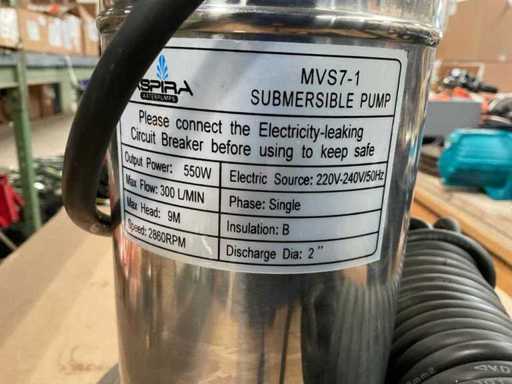 ASPIRA
WATERPUMPS
MVS7-1
SUBMERSIBLE PUMP
Please connect the Electricity-leaking
Circuit Breaker before using to keep safe
Output Power: 550W
Electric Source: 220V-240V/50Hz
Max Flow: 300 L/MIN
Phase: Single
Max Head: 9M
Insulation: B
Speed: 2860RPM
Discharge Dia: 2"